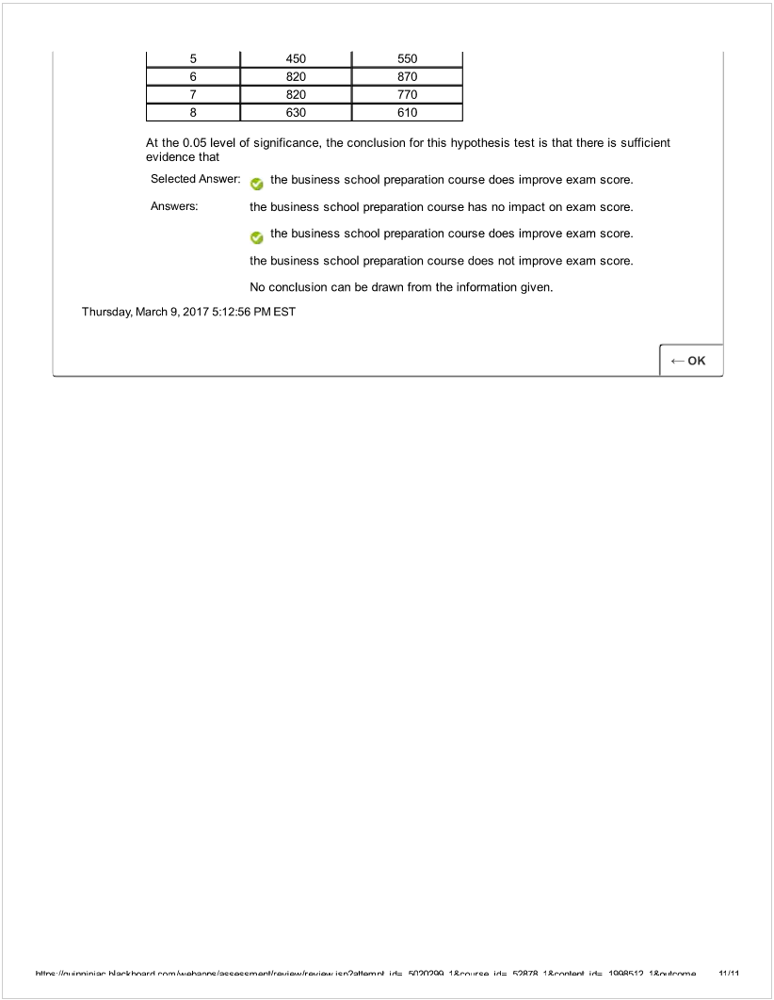 5 450 550
6 820 870
7 820 770
8 630 610
At the 0.05 level of significance, the conclusion for this hypothesis test is that there is sufficient
evidence that
Selected Answer: the business school preparation course does improve exam score.
Answers: the business school preparation course has no impact on exam score.
the business school preparation course does improve exam score.
the business school preparation course does not improve exam score.
No conclusion can be drawn from the information given.
Thursday, March 9, 2017 5:12:56 PM EST
← OK
https://quinnipiac.blackboard.com/webapps/assessment/review/review.jsp?attempt_id=_5020299_1&course_id=_52878_1&content_id=_1998512_1&outcome... 11/11